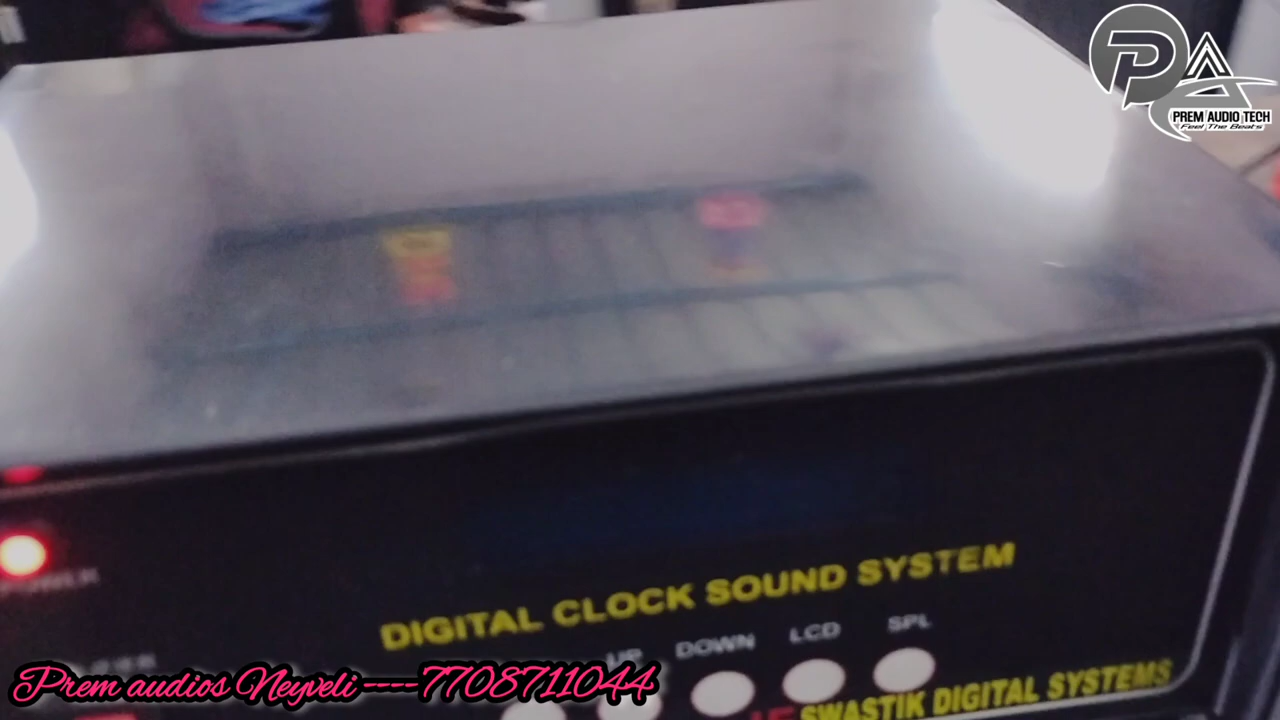 PREM AUDIO TECH
Feel The Beats
POWER
DIGITAL CLOCK SOUND SYSTEM
UP DOWN LCD SPL
SWASTIK DIGITAL SYSTEMS
Prem audios Neyveli ----7708711044